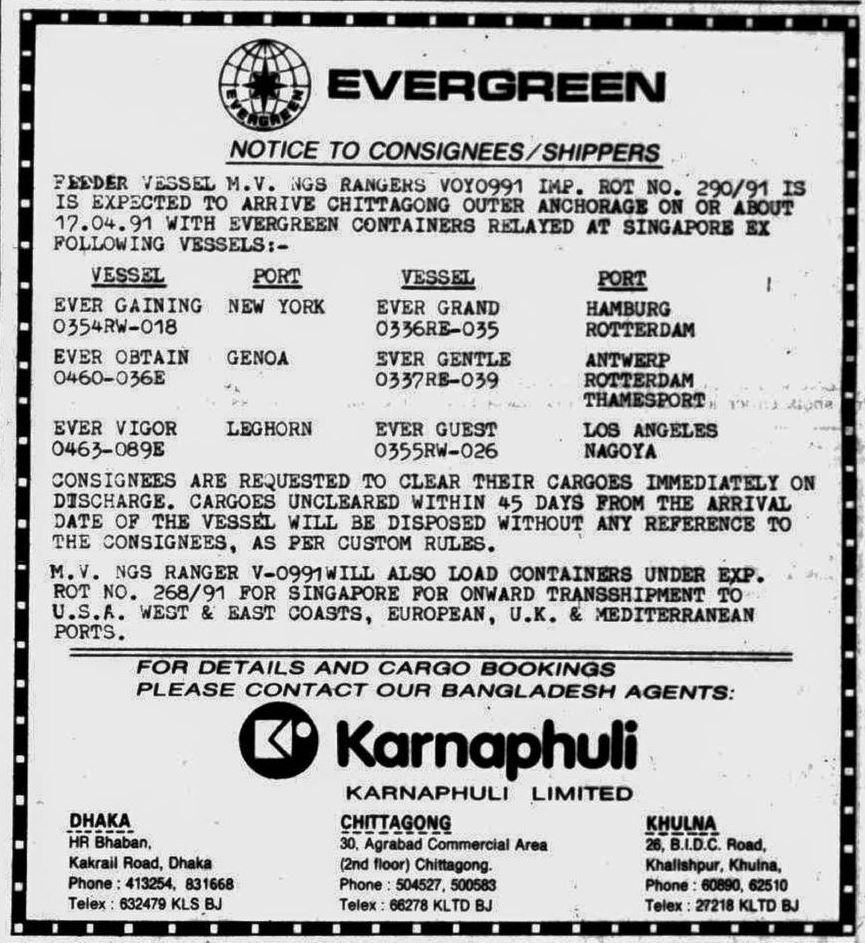 EVERGREEN
EVERGREEN
NOTICE TO CONSIGNEES/SHIPPERS
FEEDER VESSEL M.V. NGS RANGERS VOY0991 IMP. ROT NO. 290/91 IS
IS EXPECTED TO ARRIVE CHITTAGONG OUTER ANCHORAGE ON OR ABOUT
17.04.91 WITH EVERGREEN CONTAINERS RELAYED AT SINGAPORE EX
FOLLOWING VESSELS:-
VESSEL PORT VESSEL PORT
EVER GAINING NEW YORK EVER GRAND HAMBURG
0354RW-018 0336RE-035 ROTTERDAM
EVER OBTAIN GENOA EVER GENTLE ANTWERP
0460-036E 0337RE-039 ROTTERDAM
THAMESPORT
EVER VIGOR LEGHORN EVER GUEST LOS ANGELES
0463-089E 0355RW-026 NAGOYA
CONSIGNEES ARE REQUESTED TO CLEAR THEIR CARGOES IMMEDIATELY ON
DISCHARGE. CARGOES UNCLEARED WITHIN 45 DAYS FROM THE ARRIVAL
DATE OF THE VESSEL WILL BE DISPOSED WITHOUT ANY REFERENCE TO
THE CONSIGNEES, AS PER CUSTOM RULES.
M.V. NGS RANGER V-0991WILL ALSO LOAD CONTAINERS UNDER EXP.
ROT NO. 268/91 FOR SINGAPORE FOR ONWARD TRANSSHIPMENT TO
U.S.A. WEST & EAST COASTS, EUROPEAN, U.K. & MEDITERRANEAN
PORTS.
FOR DETAILS AND CARGO BOOKINGS
PLEASE CONTACT OUR BANGLADESH AGENTS:
Karnaphuli
KARNAPHULI LIMITED
DHAKA
HR Bhaban,
Kakrail Road, Dhaka
Phone : 413254, 831668
Telex : 632479 KLS BJ
CHITTAGONG
30, Agrabad Commercial Area
(2nd floor) Chittagong.
Phone : 504527, 500583
Telex : 66278 KLTD BJ
KHULNA
26, B.I.D.C. Road,
Khalishpur, Khulna,
Phone : 60890, 62510
Telex : 27218 KLTD BJ